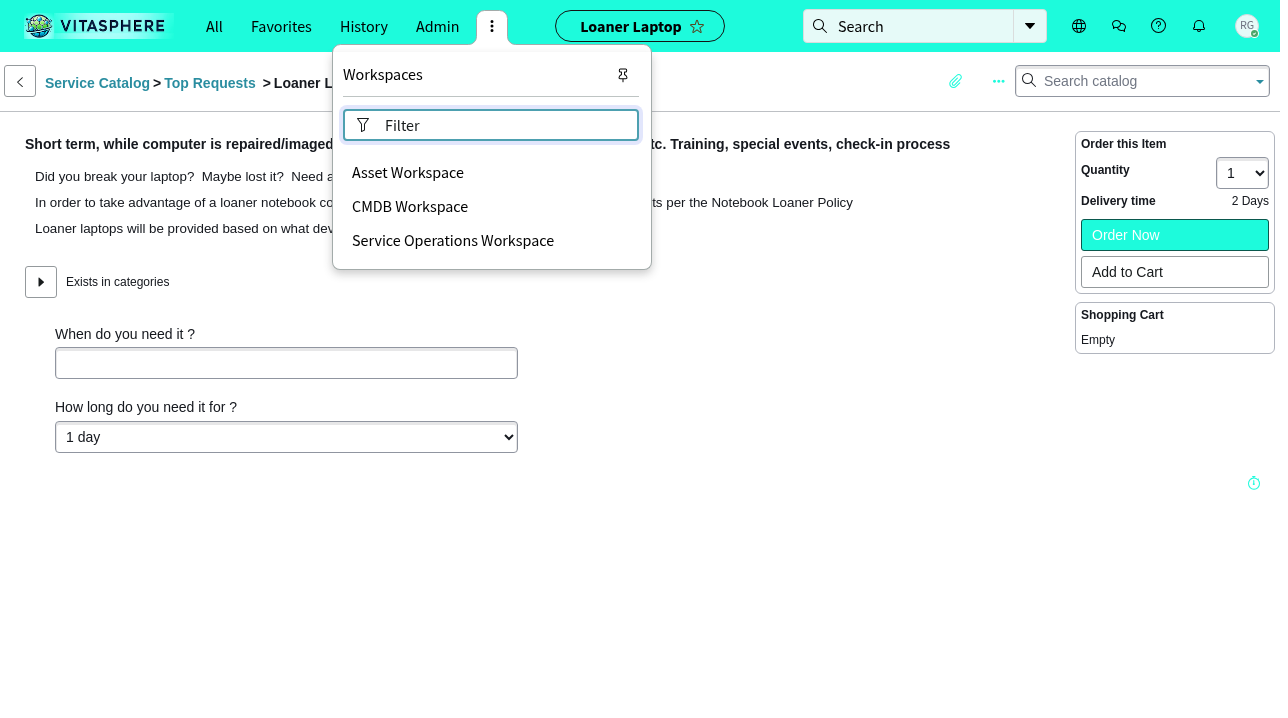 VITASPHERE
All
Favorites
History
Admin
Loaner Laptop
Search
RG
Workspaces
Filter
Asset Workspace
CMDB Workspace
Service Operations Workspace
Service Catalog > Top Requests > Loaner L
Search catalog
Short term, while computer is repaired/imaged tc. Training, special events, check-in process
Did you break your laptop? Maybe lost it? Need a
In order to take advantage of a loaner notebook co ts per the Notebook Loaner Policy
Loaner laptops will be provided based on what dev
Exists in categories
When do you need it ?
How long do you need it for ?
1 day
Order this Item
Quantity
1
Delivery time 2 Days
Order Now
Add to Cart
Shopping Cart
Empty